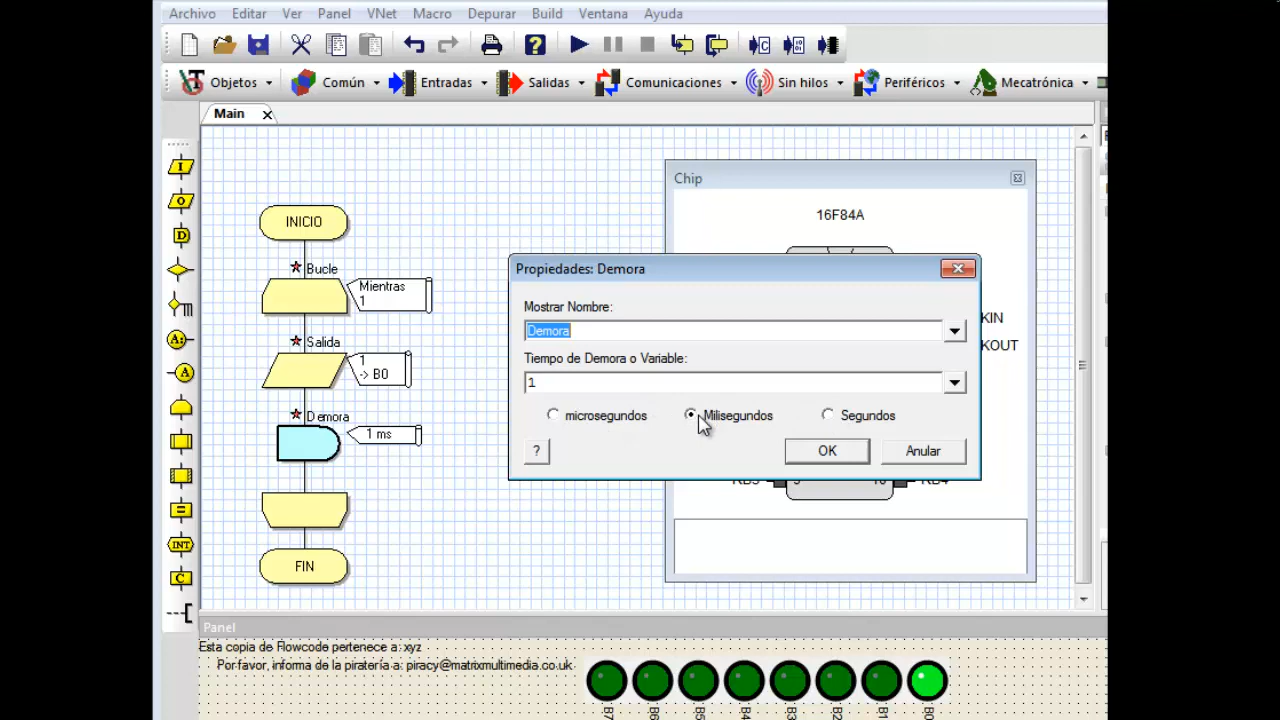 Archivo Editar Ver Panel VNet Macro Depurar Build Ventana Ayuda
Objetos Común Entradas Salidas Comunicaciones Sin hilos Periféricos Mecatrónica
Main
Chip
16F84A
INICIO
Bucle
Mientras
1
Salida
1
-> B0
Demora
1 ms
FIN
Propiedades: Demora
Mostrar Nombre:
Demora
Tiempo de Demora o Variable:
1
microsegundos Milisegundos Segundos
? OK Anular
KIN
KOUT
I
O
D
A:
A
=
INT
C
Panel
Esta copia de Flowcode pertenece a: xyz
Por favor, informa de la piratería a: piracy@matrixmultimedia.co.uk
B7 B6 B5 B4 B3 B2 B1 B0